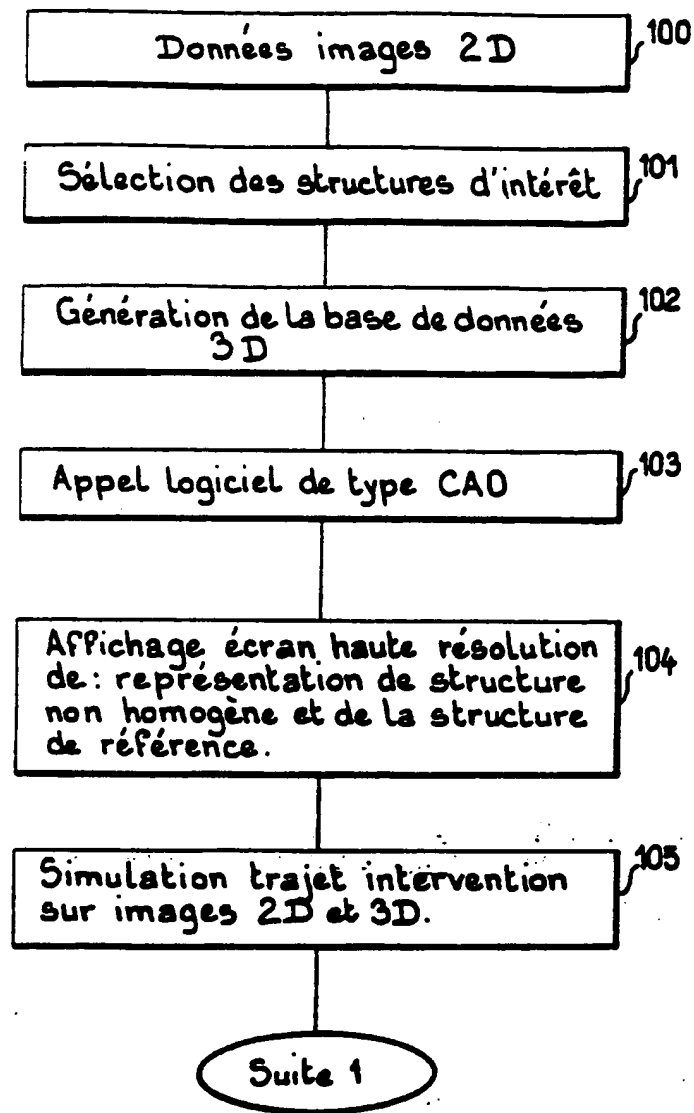 Données images 2D
100
Sélection des structures d'intérêt
101
Génération de la base de données
3D
102
Appel logiciel de type CAO
103
Affichage écran haute résolution
de : représentation de structure
non homogène et de la structure
de référence.
104
Simulation trajet intervention
sur images 2D et 3D.
105
Suite 1